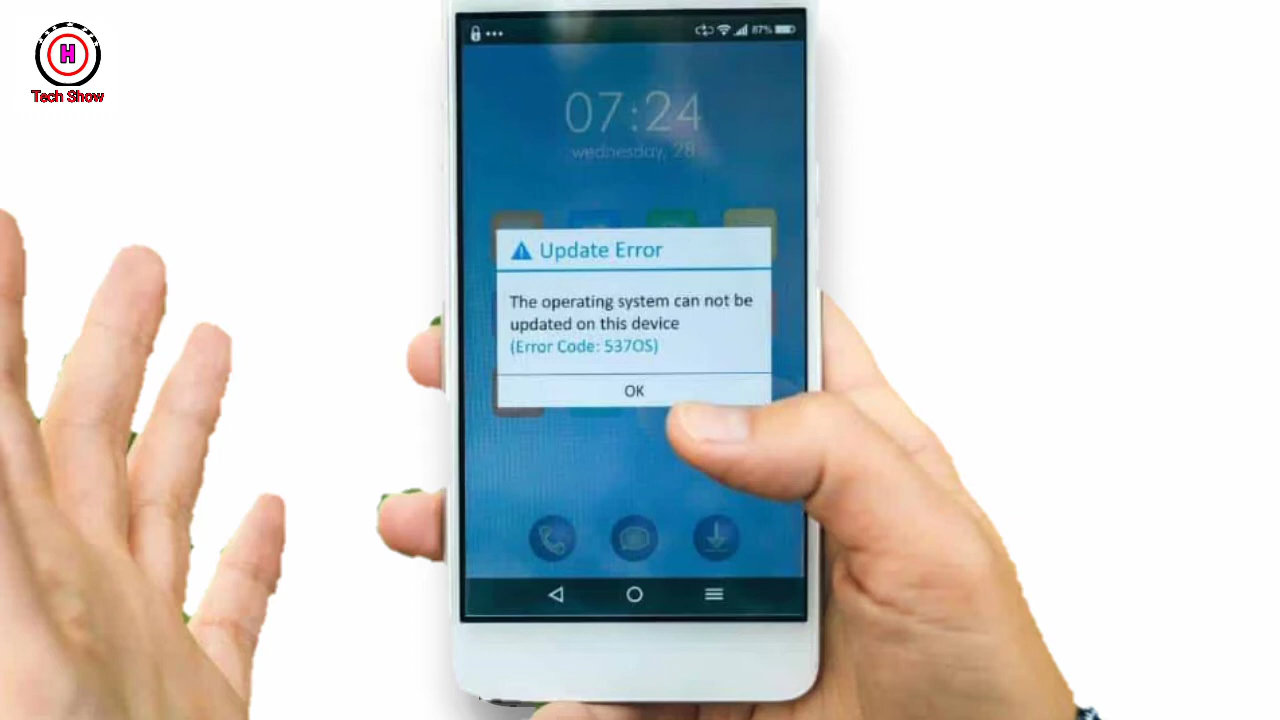 H
Tech Show
87%
07:24
wednesday, 28
Update Error
The operating system can not be
updated on this device
(Error Code: 537OS)
OK